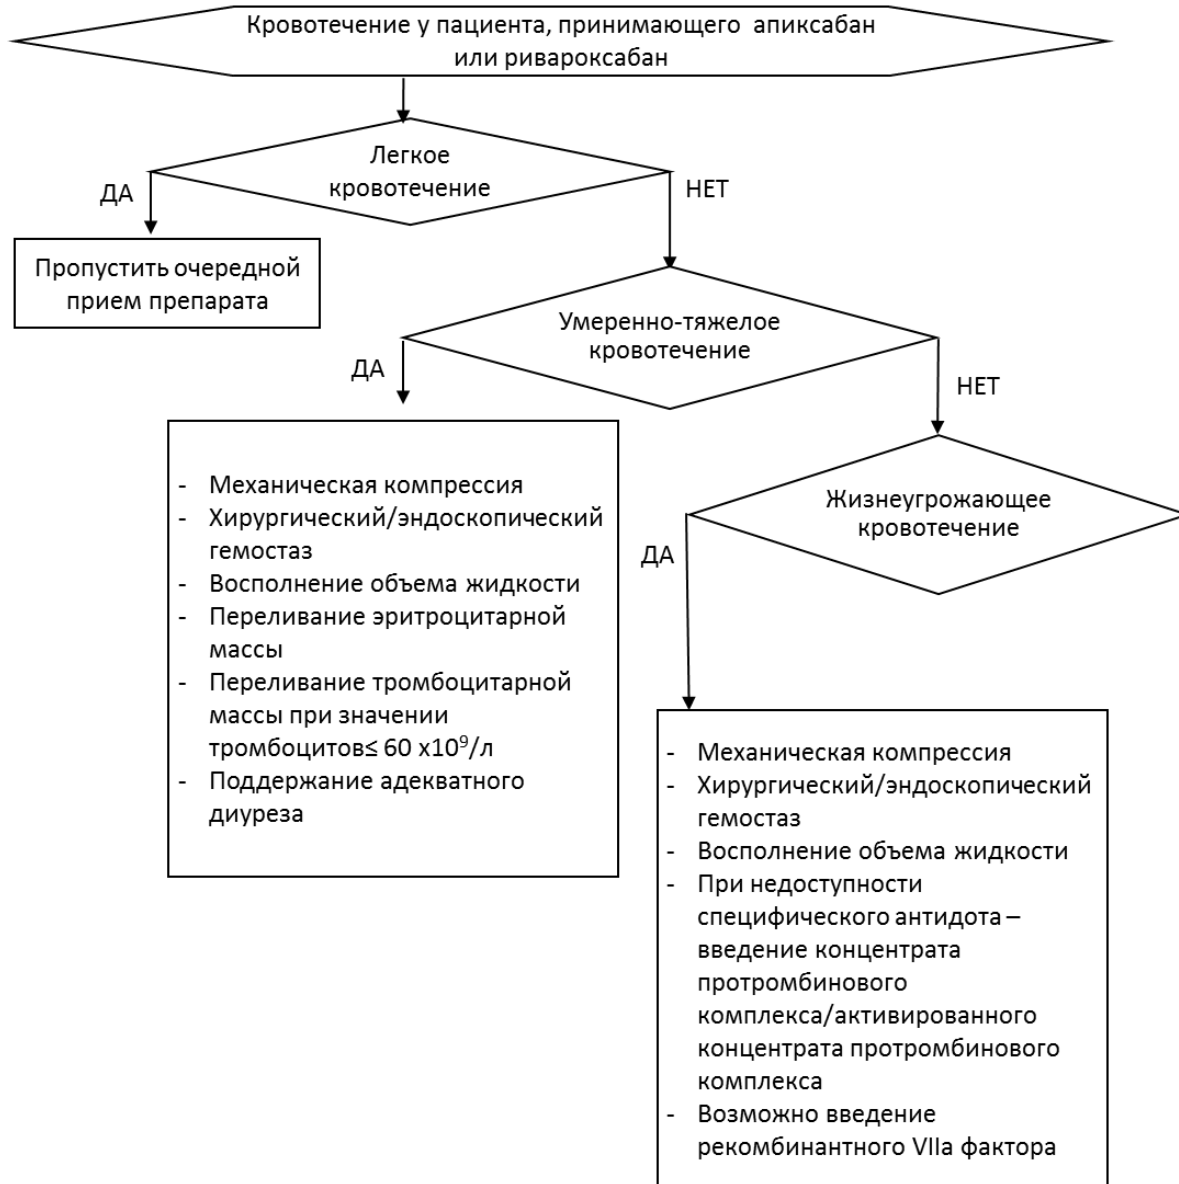 Кровотечение у пациента, принимающего апиксабан
или ривароксабан
Легкое
кровотечение
ДА
НЕТ
Пропустить очередной
прием препарата
Умеренно-тяжелое
кровотечение
ДА
НЕТ
- Механическая компрессия
- Хирургический/эндоскопический
гемостаз
- Восполнение объема жидкости
- Переливание эритроцитарной
массы
- Переливание тромбоцитарной
массы при значении
тромбоцитов≤ 60 x10⁹/л
- Поддержание адекватного
диуреза
Жизнеугрожающее
кровотечение
ДА
- Механическая компрессия
- Хирургический/эндоскопический
гемостаз
- Восполнение объема жидкости
- При недоступности
специфического антидота –
введение концентрата
протромбинового
комплекса/активированного
концентрата протромбинового
комплекса
- Возможно введение
рекомбинантного VIIa фактора